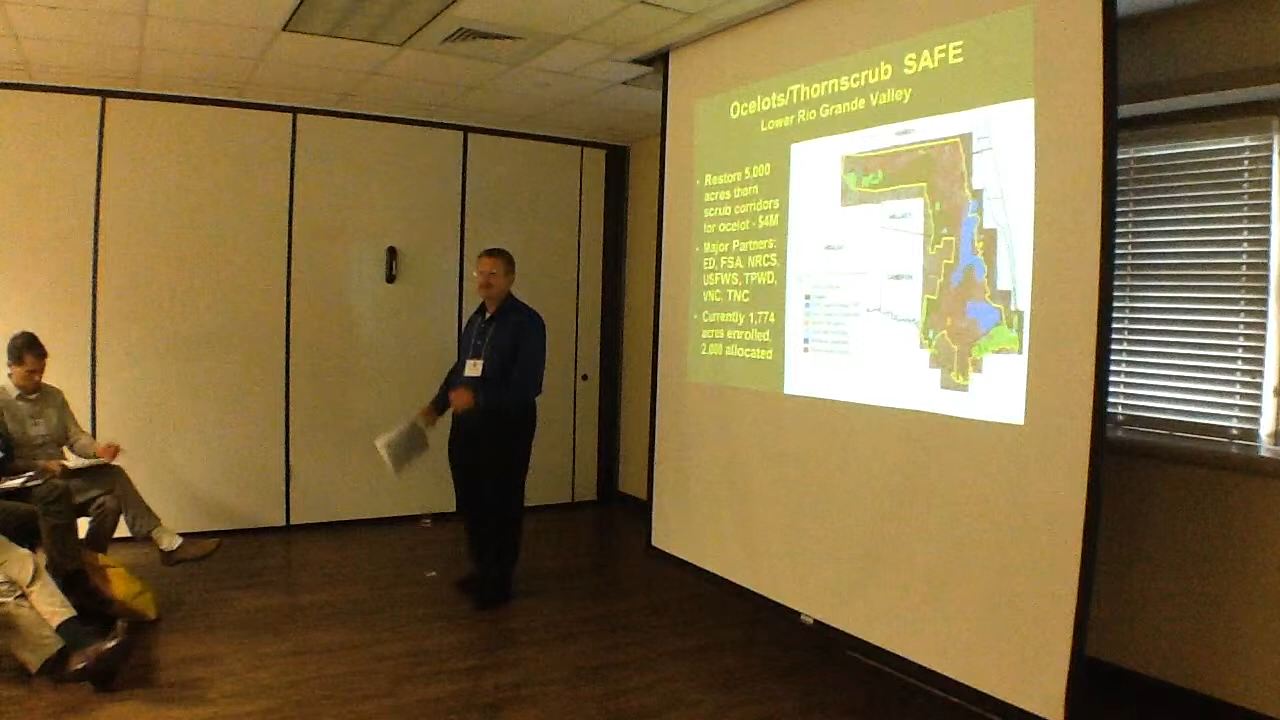 Ocelots/Thornscrub SAFE
Lower Rio Grande Valley
• Restore 5,000
acres thorn
scrub corridors
for ocelot - $4M
• Major Partners:
ED, FSA, NRCS,
USFWS, TPWD,
VNC, TNC
• Currently 1,774
acres enrolled,
2,000 allocated